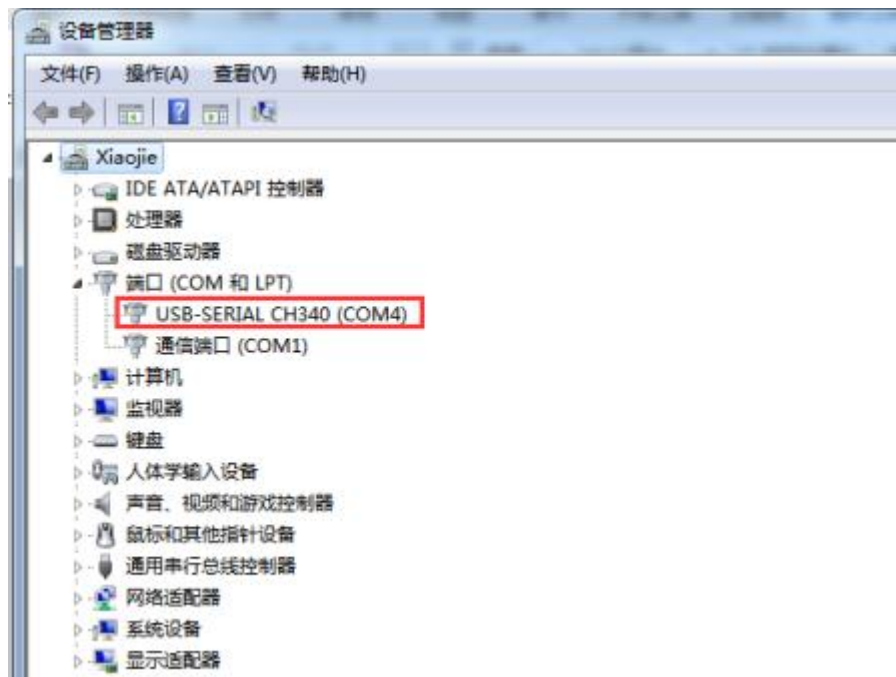 设备管理器
文件(F) 操作(A) 查看(V) 帮助(H)
Xiaojie
IDE ATA/ATAPI 控制器
处理器
磁盘驱动器
端口 (COM 和 LPT)
USB-SERIAL CH340 (COM4)
通信端口 (COM1)
计算机
监视器
键盘
人体学输入设备
声音、视频和游戏控制器
鼠标和其他指针设备
通用串行总线控制器
网络适配器
系统设备
显示适配器